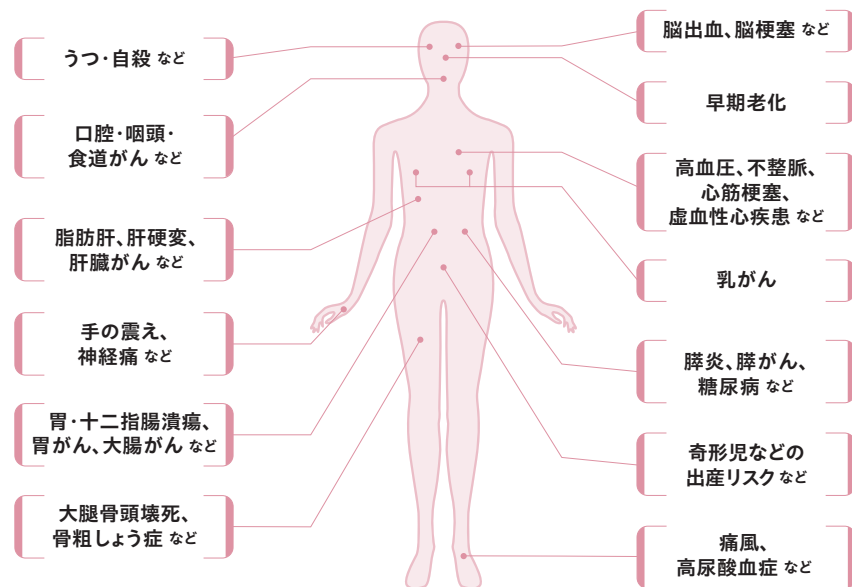 うつ・自殺 など
口腔・咽頭・
食道がん など
脂肪肝、肝硬変、
肝臓がん など
手の震え、
神経痛 など
胃・十二指腸潰瘍、
胃がん、大腸がん など
大腿骨頭壊死、
骨粗しょう症 など
脳出血、脳梗塞 など
早期老化
高血圧、不整脈、
心筋梗塞、
虚血性心疾患 など
乳がん
膵炎、膵がん、
糖尿病 など
奇形児などの
出産リスク など
痛風、
高尿酸血症 など